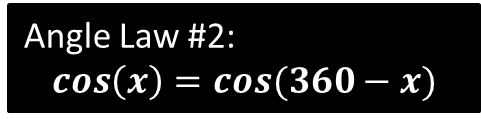 Angle Law #2:
cos(x) = cos(360 − x)